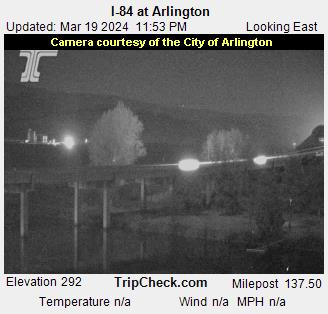 I-84 at Arlington
Updated: Mar 19 2024 11:53 PM Looking East
Camera courtesy of the City of Arlington
Elevation 292 TripCheck.com Milepost 137.50
Temperature n/a Wind n/a MPH n/a